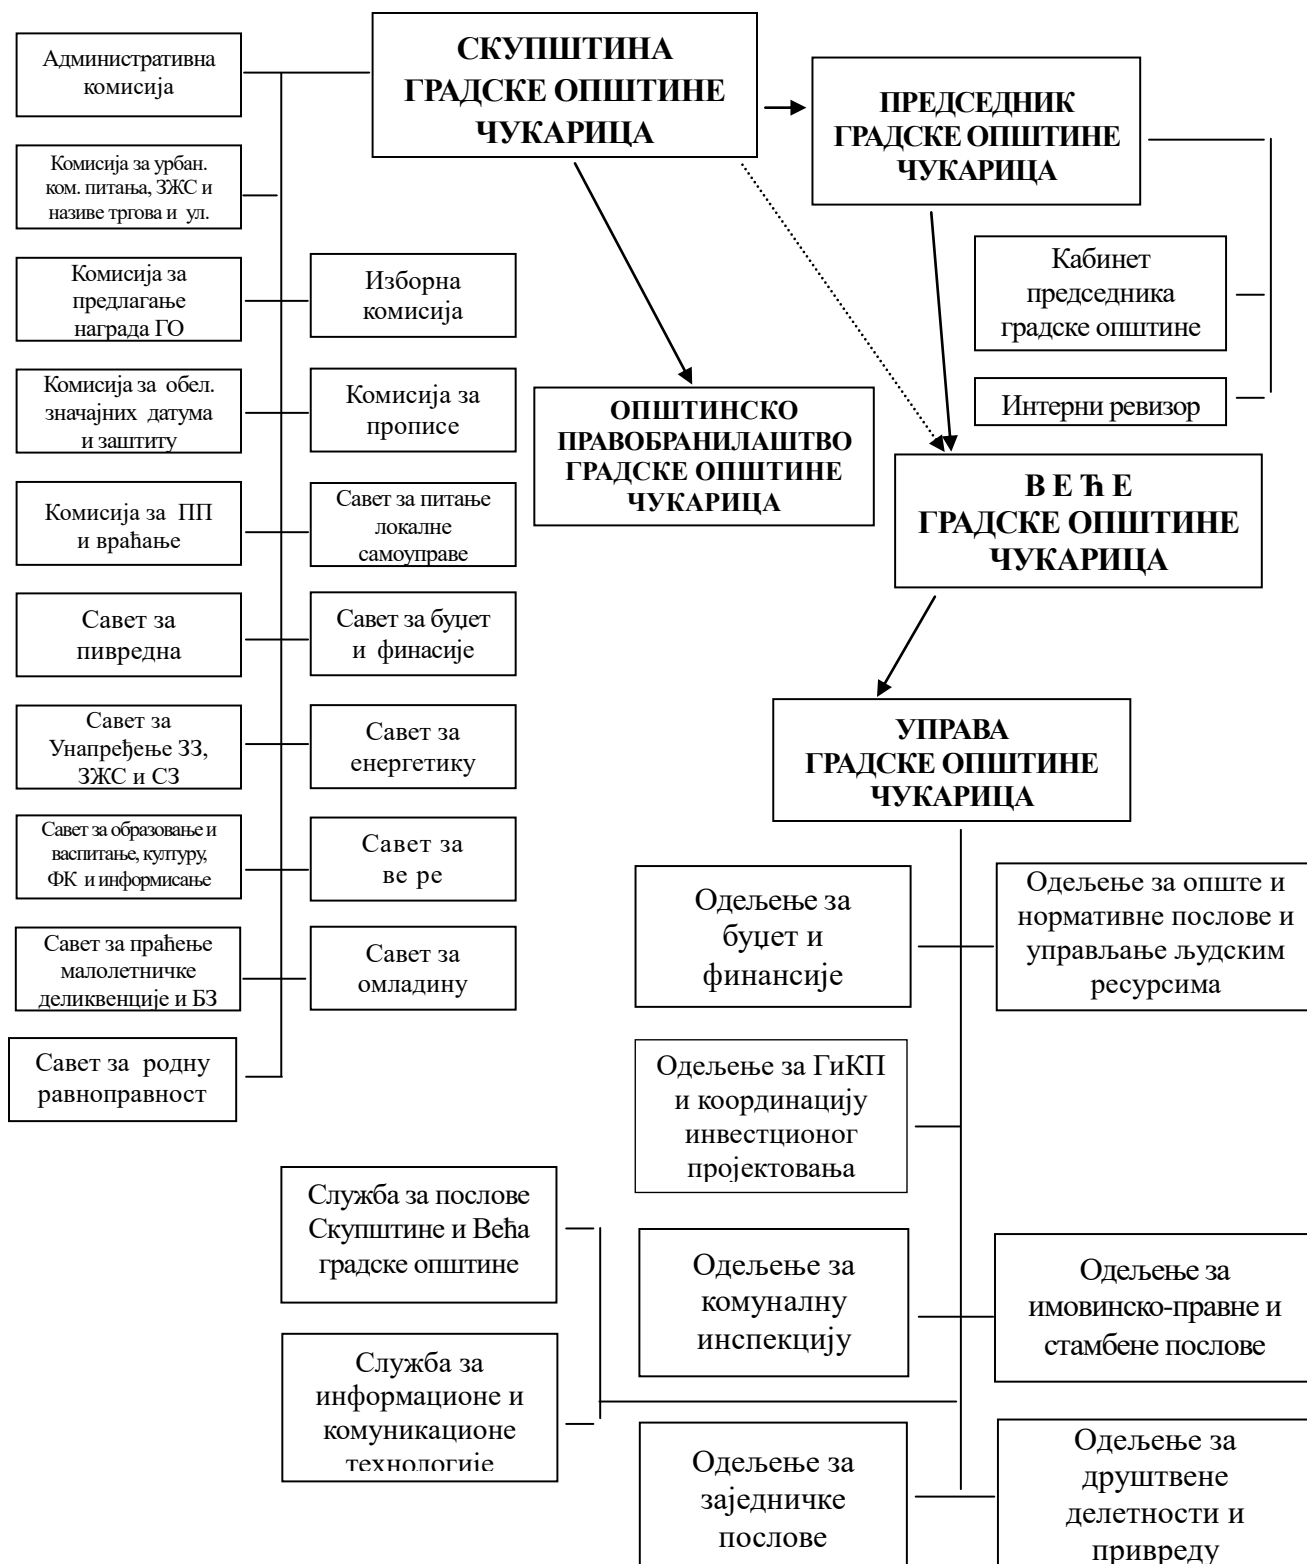 СКУПШТИНА
ГРАДСКЕ ОПШТИНЕ
ЧУКАРИЦА
ПРЕДСЕДНИК
ГРАДСКЕ ОПШТИНЕ
ЧУКАРИЦА
Административна
комисија
Комисија за урбан.
ком. питања, ЗЖС и
називе тргова и ул.
Комисија за
предлагање
награда ГО
Изборна
комисија
Кабинет
председника
градске општине
Комисија за обел.
значајних датума
и заштиту
Комисија за
прописе
Интерни ревизор
ОПШТИНСКО
ПРАВОБРАНИЛАШТВО
ГРАДСКЕ ОПШТИНЕ
ЧУКАРИЦА
В Е Ћ Е
ГРАДСКЕ ОПШТИНЕ
ЧУКАРИЦА
Комисија за ПП
и враћање
Савет за питање
локалне
самоуправе
Савет за
пивредна
Савет за буџет
и финасије
Савет за
Унапређење ЗЗ,
ЗЖС и СЗ
Савет за
енергетику
УПРАВА
ГРАДСКЕ ОПШТИНЕ
ЧУКАРИЦА
Савет за образовање и
васпитање, културу,
ФК и информисање
Савет за
ве ре
Савет за праћење
малолетничке
деликвенције и БЗ
Савет за
омладину
Савет за родну
равноправност
Одељење за
буџет и
финансије
Одељење за опште и
нормативне послове и
управљање људским
ресурсима
Одељење за ГиКП
и координацију
инвестционог
пројектовања
Служба за послове
Скупштине и Већа
градске општине
Одељење за
комуналну
инспекцију
Одељење за
имовинско-правне и
стамбене послове
Служба за
информационе и
комуникационе
технологије
Одељење за
заједничке
послове
Одељење за
друштвене
делетности и
привреду